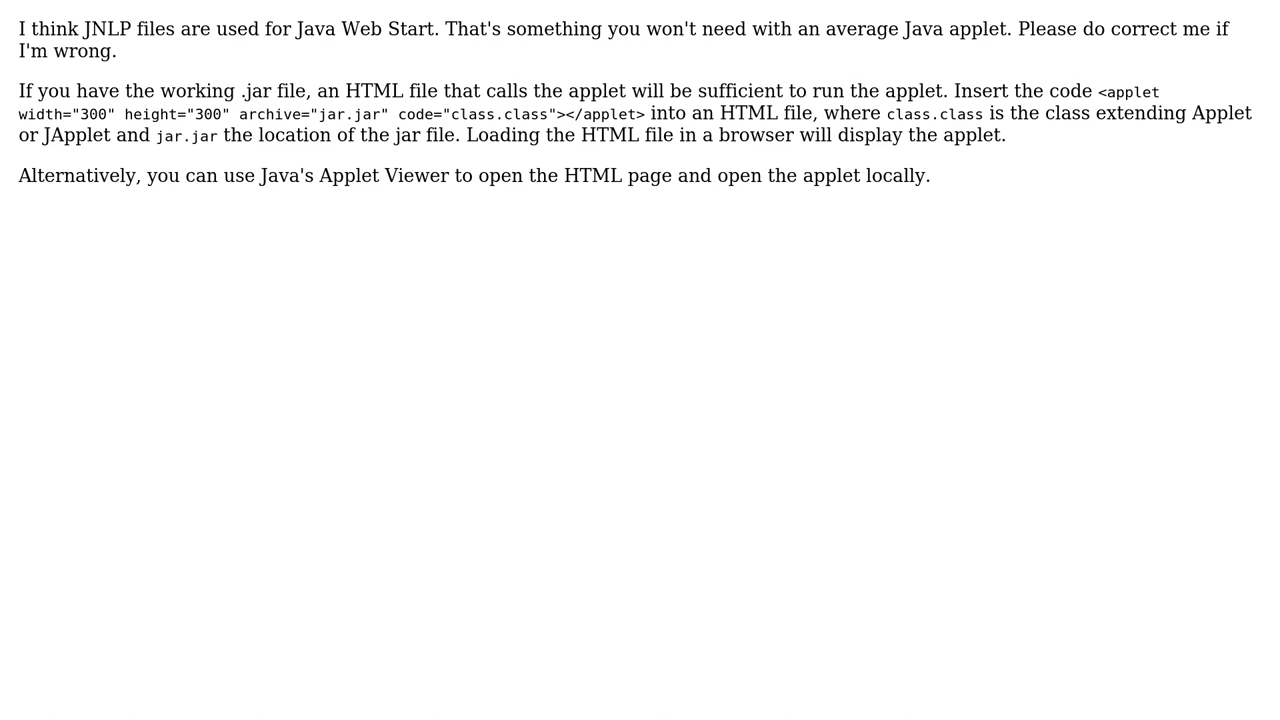 I think JNLP files are used for Java Web Start. That's something you won't need with an average Java applet. Please do correct me if
I'm wrong.
If you have the working .jar file, an HTML file that calls the applet will be sufficient to run the applet. Insert the code <applet
width="300" height="300" archive="jar.jar" code="class.class"></applet> into an HTML file, where class.class is the class extending Applet
or JApplet and jar.jar the location of the jar file. Loading the HTML file in a browser will display the applet.
Alternatively, you can use Java's Applet Viewer to open the HTML page and open the applet locally.